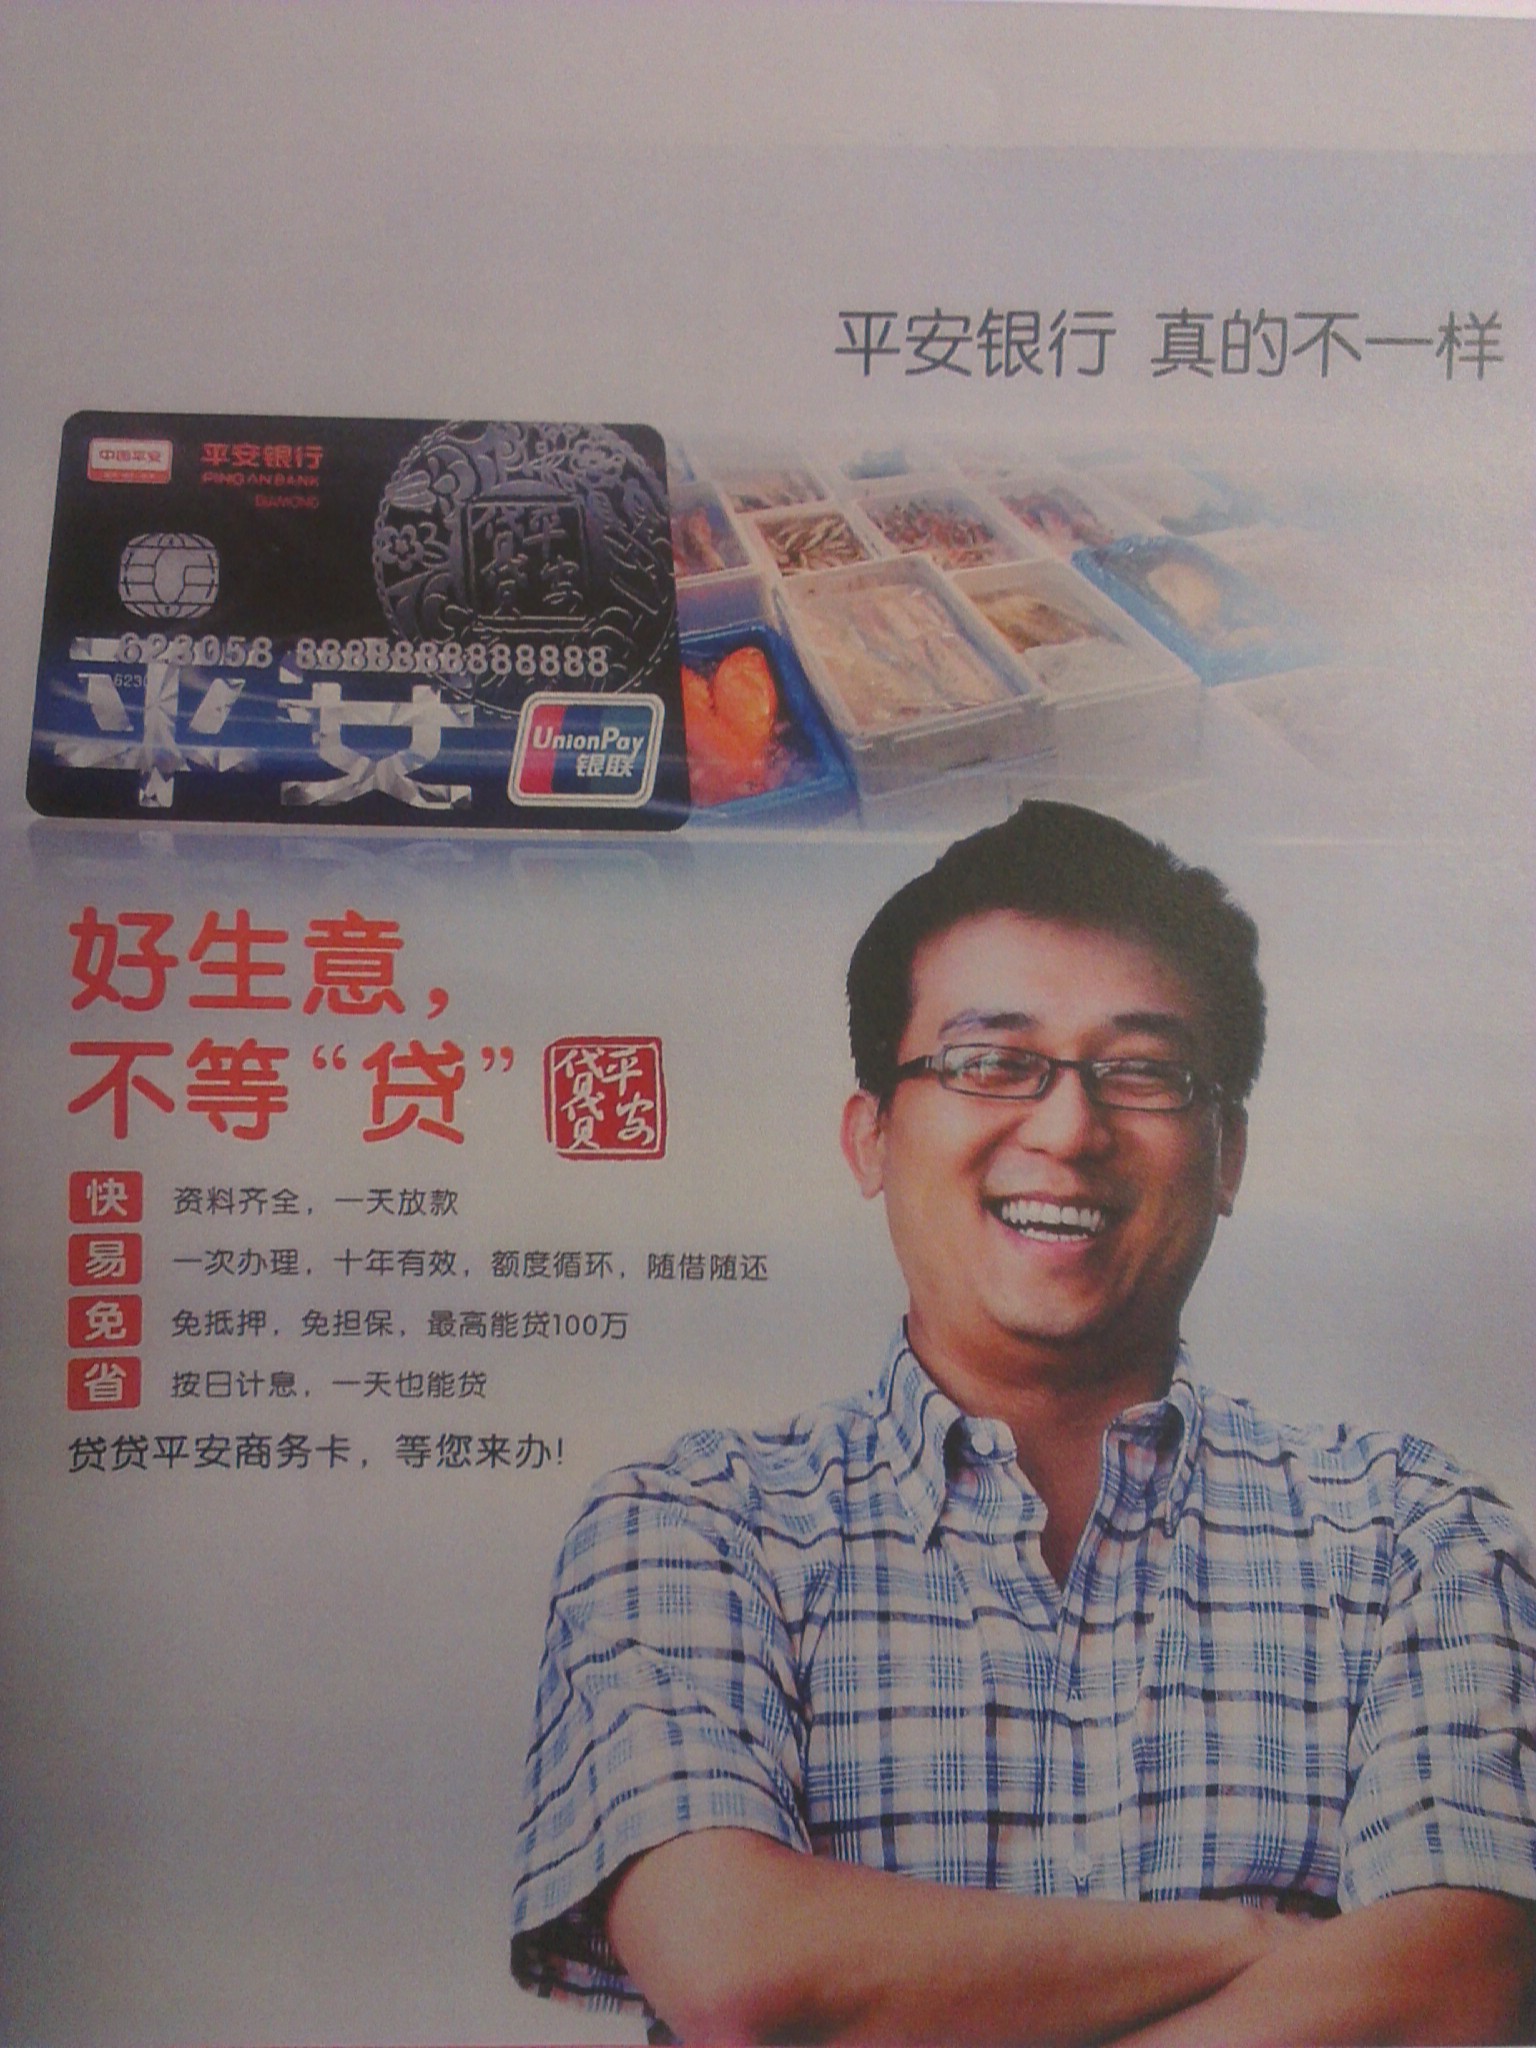 平安银行 真的不一样
中国平安
平安银行
PING AN BANK
DIAMOND
平安
贷贷
623058 8888888888888
6230
平安
UnionPay
银联
好生意，
不等“贷”
平安
貸貸
快 资料齐全，一天放款
易 一次办理，十年有效，额度循环，随借随还
免 免抵押，免担保，最高能贷100万
省 按日计息，一天也能贷
贷贷平安商务卡，等您来办!